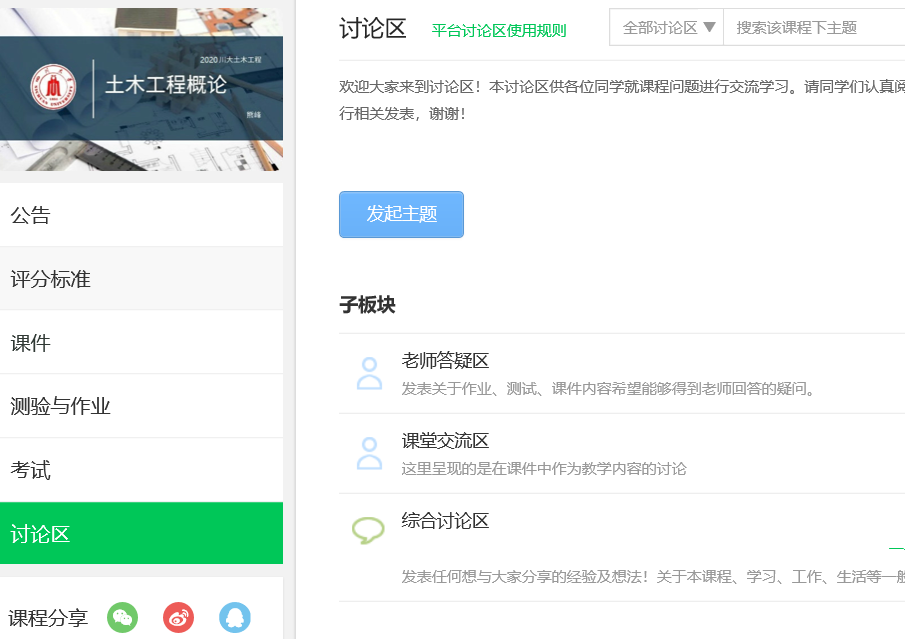 2020川大土木工程
土木工程概论
熊峰
公告
评分标准
课件
测验与作业
考试
讨论区
课程分享
讨论区
平台讨论区使用规则
全部讨论区
搜索该课程下主题
欢迎大家来到讨论区！本讨论区供各位同学就课程问题进行交流学习。请同学们认真阅
行相关发表，谢谢！
发起主题
子板块
老师答疑区
发表关于作业、测试、课件内容希望能够得到老师回答的疑问。
课堂交流区
这里呈现的是在课件中作为教学内容的讨论
综合讨论区
发表任何想与大家分享的经验及想法！关于本课程、学习、工作、生活等一般